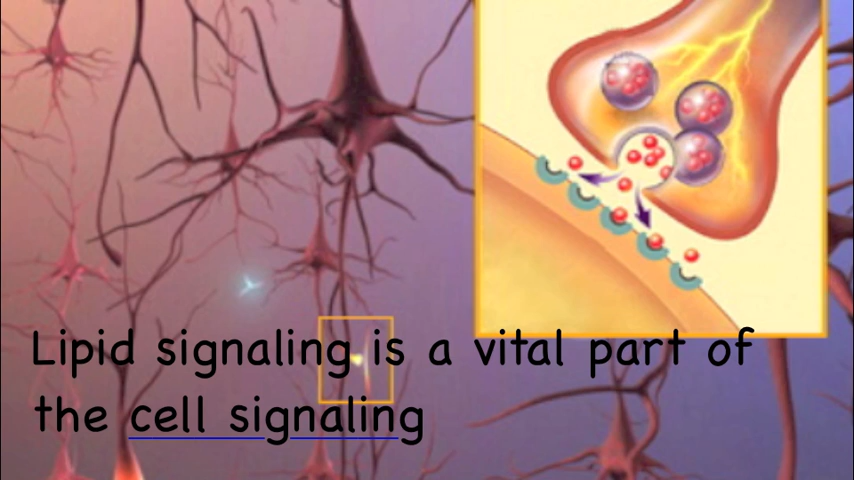 Lipid signaling is a vital part of
the cell signaling